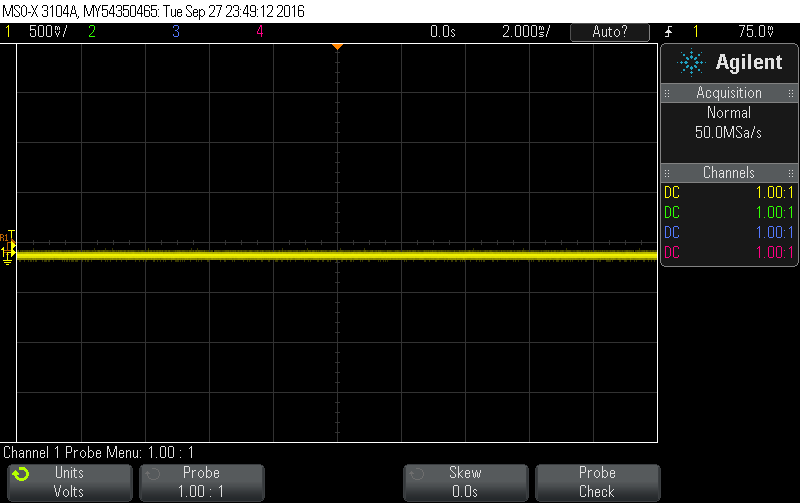 MSO-X 3104A, MY54350465: Tue Sep 27 23:49:12 2016
1 500V/ 2 3 4 0.0s 2.000s/ Auto? 1 75.0V
Agilent
Acquisition
Normal
50.0MSa/s
Channels
DC 1.00:1
DC 1.00:1
DC 1.00:1
DC 1.00:1
Channel 1 Probe Menu: 1.00 : 1
Units
Volts
Probe
1.00 : 1
Skew
0.0s
Probe
Check